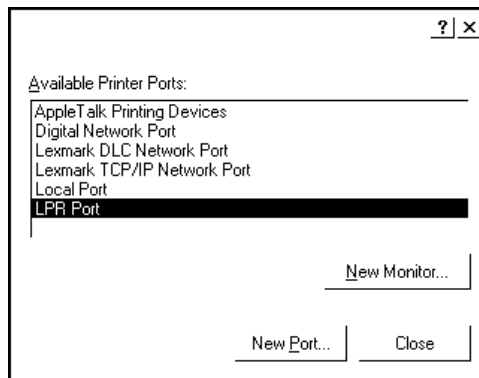 ? ×
Available Printer Ports:
AppleTalk Printing Devices
Digital Network Port
Lexmark DLC Network Port
Lexmark TCP/IP Network Port
Local Port
LPR Port
New Monitor...
New Port... Close